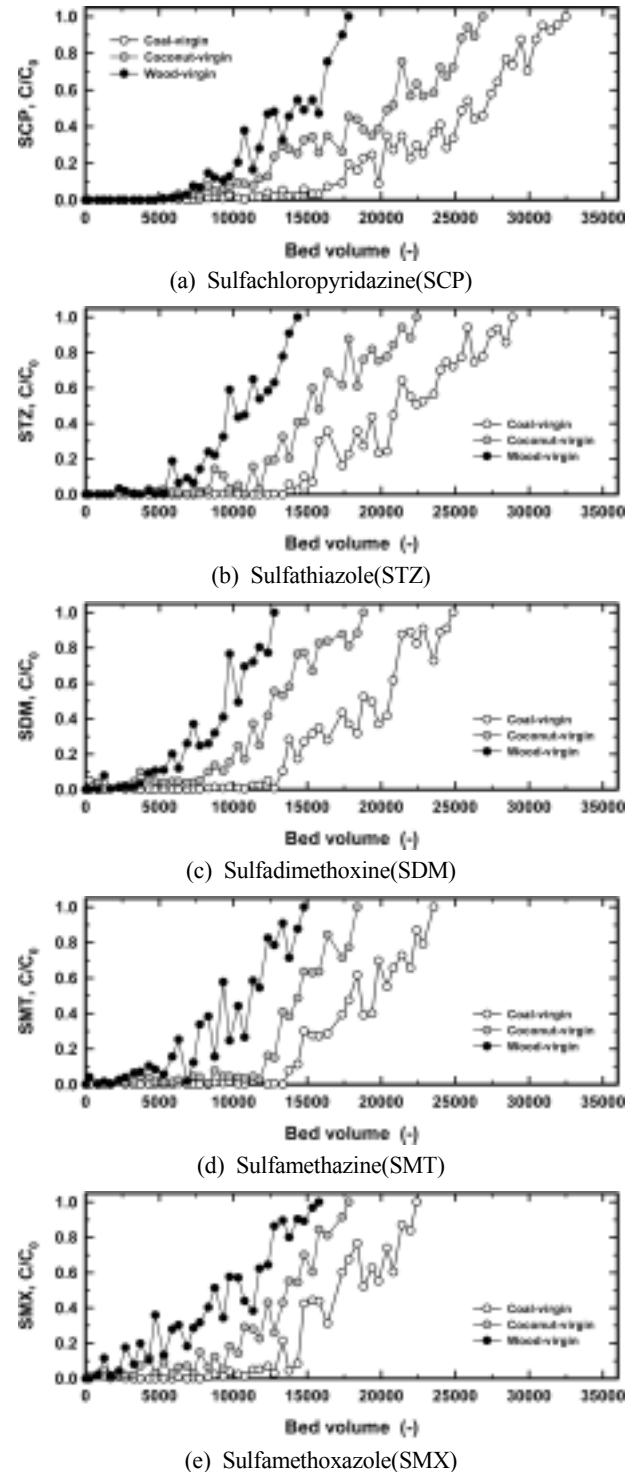 SCP, C/C0
1.0
0.8
0.6
0.4
0.2
0.0
Coal-virgin
Coconut-virgin
Wood-virgin
0 5000 10000 15000 20000 25000 30000 35000
Bed volume (-)
(a) Sulfachloropyridazine(SCP)
STZ, C/C0
1.0
0.8
0.6
0.4
0.2
0.0
Coal-virgin
Coconut-virgin
Wood-virgin
0 5000 10000 15000 20000 25000 30000 35000
Bed volume (-)
(b) Sulfathiazole(STZ)
SDM, C/C0
1.0
0.8
0.6
0.4
0.2
0.0
Coal-virgin
Coconut-virgin
Wood-virgin
0 5000 10000 15000 20000 25000 30000 35000
Bed volume (-)
(c) Sulfadimethoxine(SDM)
SMT, C/C0
1.0
0.8
0.6
0.4
0.2
0.0
Coal-virgin
Coconut-virgin
Wood-virgin
0 5000 10000 15000 20000 25000 30000 35000
Bed volume (-)
(d) Sulfamethazine(SMT)
SMX, C/C0
1.0
0.8
0.6
0.4
0.2
0.0
Coal-virgin
Coconut-virgin
Wood-virgin
0 5000 10000 15000 20000 25000 30000 35000
Bed volume (-)
(e) Sulfamethoxazole(SMX)